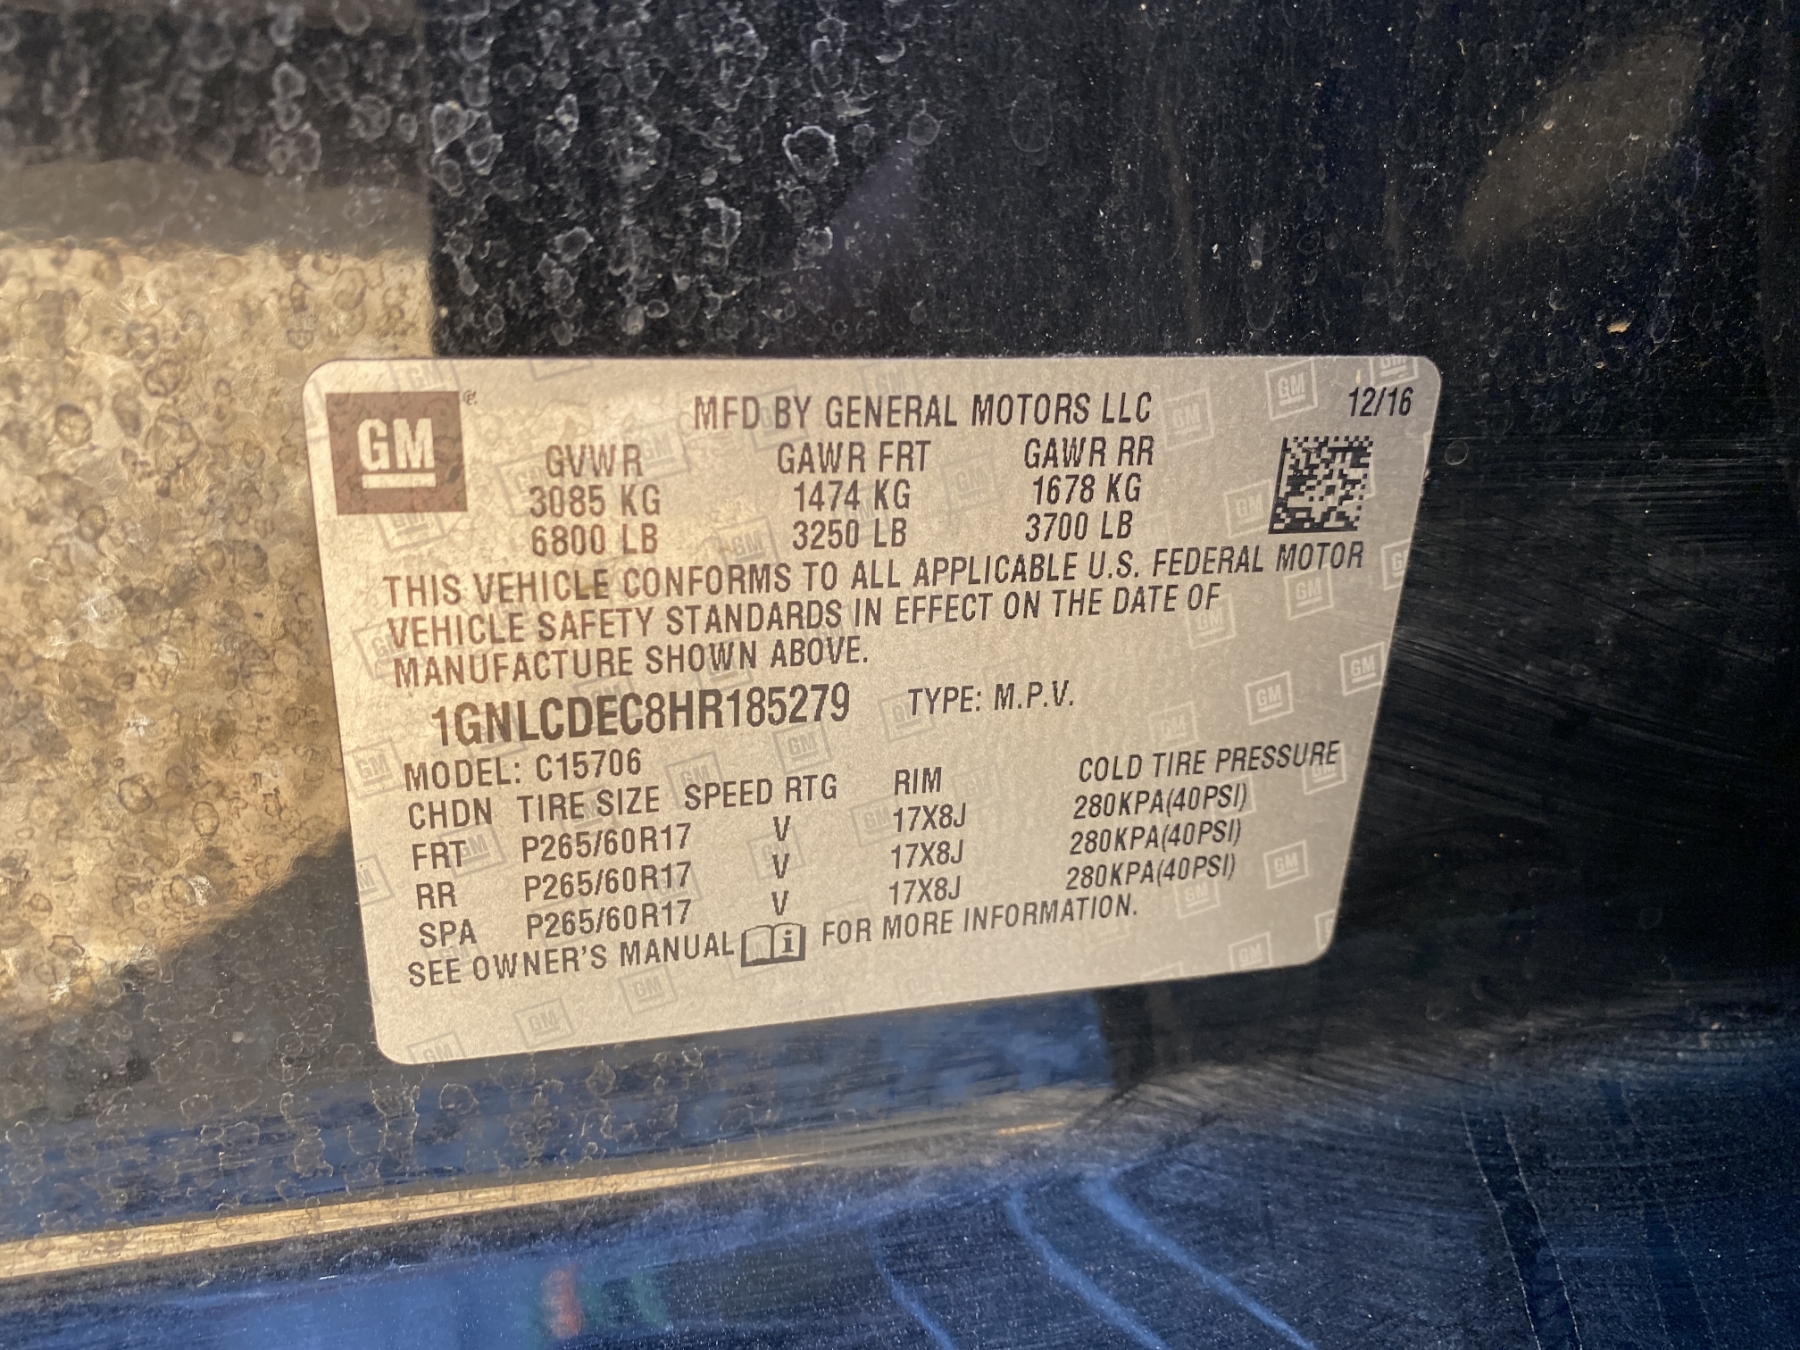 GM
MFD BY GENERAL MOTORS LLC 12/16
GVWR GAWR FRT GAWR RR
3085 KG 1474 KG 1678 KG
6800 LB 3250 LB 3700 LB
THIS VEHICLE CONFORMS TO ALL APPLICABLE U.S. FEDERAL MOTOR
VEHICLE SAFETY STANDARDS IN EFFECT ON THE DATE OF
MANUFACTURE SHOWN ABOVE.
1GNLCDEC8HR185279 TYPE: M.P.V.
MODEL: C15706
CHDN TIRE SIZE SPEED RTG RIM COLD TIRE PRESSURE
FRT P265/60R17 V 17X8J 280KPA(40PSI)
RR P265/60R17 V 17X8J 280KPA(40PSI)
SPA P265/60R17 V 17X8J 280KPA(40PSI)
SEE OWNER'S MANUAL i FOR MORE INFORMATION.